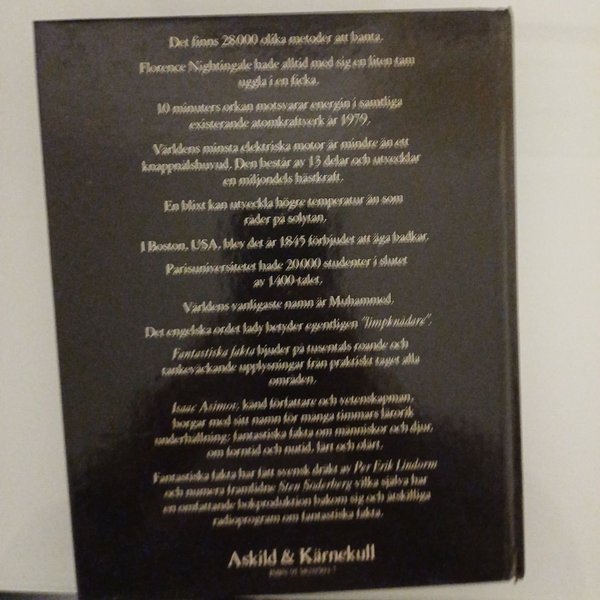 Det finns 28 000 olika metoder att banta.
Florence Nightingale hade alltid med sig en liten tam
uggla i en ficka.
10 minuters orkan motsvarar energin i samtliga
existerande atomkraftverk år 1979.
Världens minsta elektriska motor är mindre än ett
knappnålshuvud. Den består av 13 delar och utvecklar
en miljondels hästkraft.
En blixt kan utveckla högre temperatur än som
råder på solytan.
I Boston, USA, blev det år 1845 förbjudet att äga badkar.
Parisuniversitetet hade 20 000 studenter i slutet
av 1400-talet.
Världens vanligaste namn är Muhammed.
Det engelska ordet lady betyder egentligen "limpknådare".
Fantastiska fakta bjuder på tusentals roande och
tankeväckande upplysningar från praktiskt taget alla
områden.
Isaac Asimov, känd författare och vetenskapman,
borgar med sitt namn för många timmars lärorik
underhållning: fantastiska fakta om människor och djur,
om forntid och nutid, lärt och olärt.
Fantastiska fakta har fått svensk dräkt av Per Erik Lindorm
och numera framlidne Sten Söderberg vilka själva har
en omfattande bokproduktion bakom sig och åtskilliga
radioprogram om fantastiska fakta.
Askild & Kärnekull
ISBN